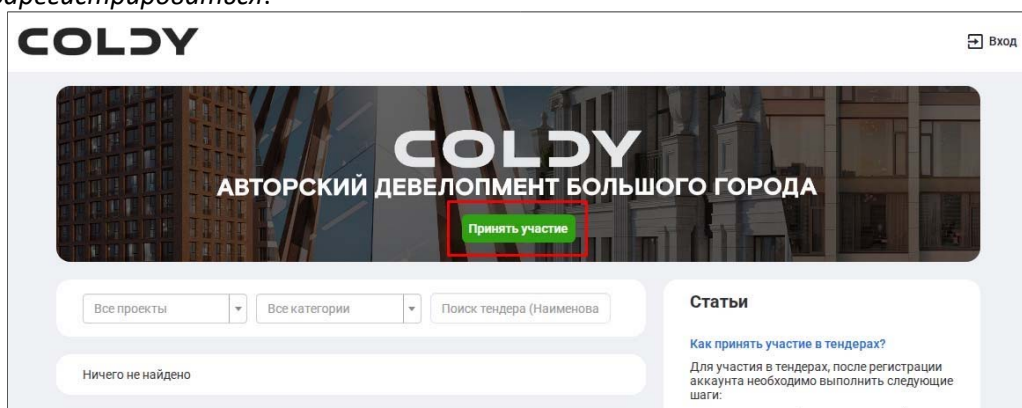 зарегистрироваться.
COLDY
Вход
COLDY
АВТОРСКИЙ ДЕВЕЛОПМЕНТ БОЛЬШОГО ГОРОДА
Принять участие
Все проекты
Все категории
Поиск тендера (Наименова
Ничего не найдено
Статьи
Как принять участие в тендерах?
Для участия в тендерах, после регистрации
аккаунта необходимо выполнить следующие
шаги: